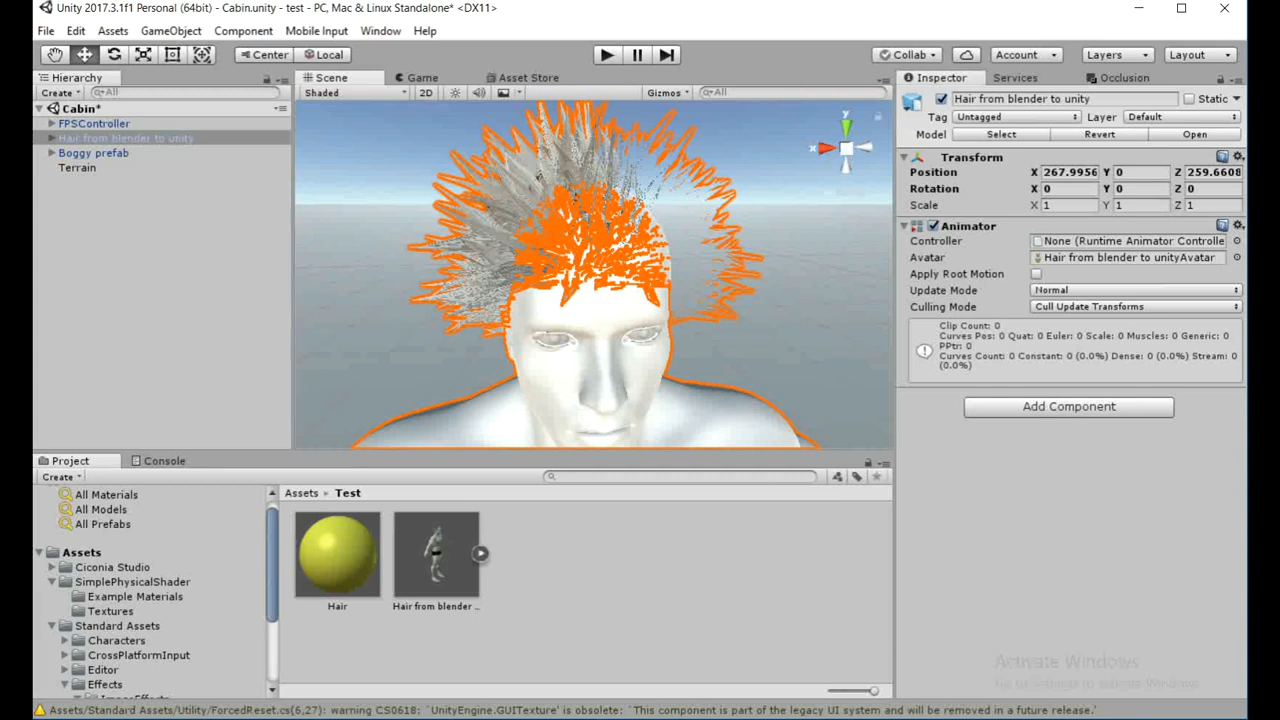 Unity 2017.3.1f1 Personal (64bit) - Cabin.unity - test - PC, Mac & Linux Standalone* <DX11>
File Edit Assets GameObject Component Mobile Input Window Help
Center Local Collab Account Layers Layout
Hierarchy
Create All
Cabin*
FPSController
Hair from blender to unity
Boggy prefab
Terrain
Scene Game Asset Store
Shaded 2D Gizmos All
y
x
Inspector Services Occlusion
Hair from blender to unity Static
Tag Untagged Layer Default
Model Select Revert Open
Transform
Position X 267.9956 Y 0 Z 259.6608
Rotation X 0 Y 0 Z 0
Scale X 1 Y 1 Z 1
Animator
Controller None (Runtime Animator Controlle
Avatar Hair from blender to unityAvatar
Apply Root Motion
Update Mode Normal
Culling Mode Cull Update Transforms
Clip Count: 0
Curves Pos: 0 Quat: 0 Euler: 0 Scale: 0 Muscles: 0 Generic: 0
PPtr: 0
Curves Count: 0 Constant: 0 (0.0%) Dense: 0 (0.0%) Stream: 0
(0.0%)
Add Component
Project Console
Create
All Materials
All Models
All Prefabs
Assets
Ciconia Studio
SimplePhysicalShader
Example Materials
Textures
Standard Assets
Characters
CrossPlatformInput
Editor
Effects
Assets Test
Hair
Hair from blender ..
Activate Windows
Go to Settings to activate Windows.
Assets/Standard Assets/Utility/ForcedReset.cs(6,27): warning CS0618: `UnityEngine.GUITexture' is obsolete: `This component is part of the legacy UI system and will be removed in a future release.'